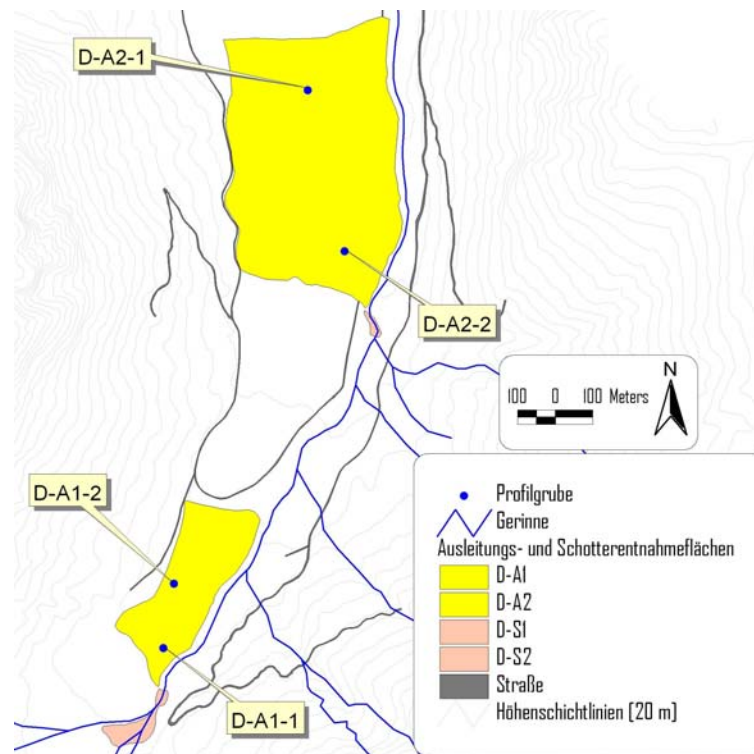 D-A2-1
D-A2-2
N
100 0 100 Meters
D-A1-2
Profilgrube
Gerinne
Ausleitungs- und Schotterentnahmeflächen
D-A1
D-A2
D-S1
D-S2
Straße
Höhenschichtlinien [20 m]
D-A1-1